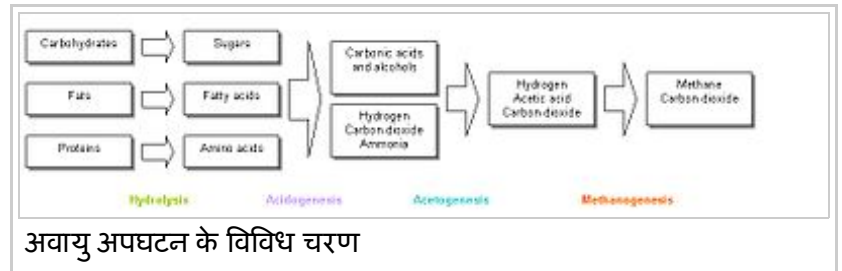 Carbohydrates
Sugars
Carbonic acids
and alcohols
Fats
Fatty acids
Hydrogen
Carbon dioxide
Ammonia
Proteins
Amino acids
Hydrogen
Acetic acid
Carbon dioxide
Methane
Carbon dioxide
Hydrolysis
Acidogenesis
Acetogenesis
Methanogenesis
अवायु अपघटन के विविध चरण